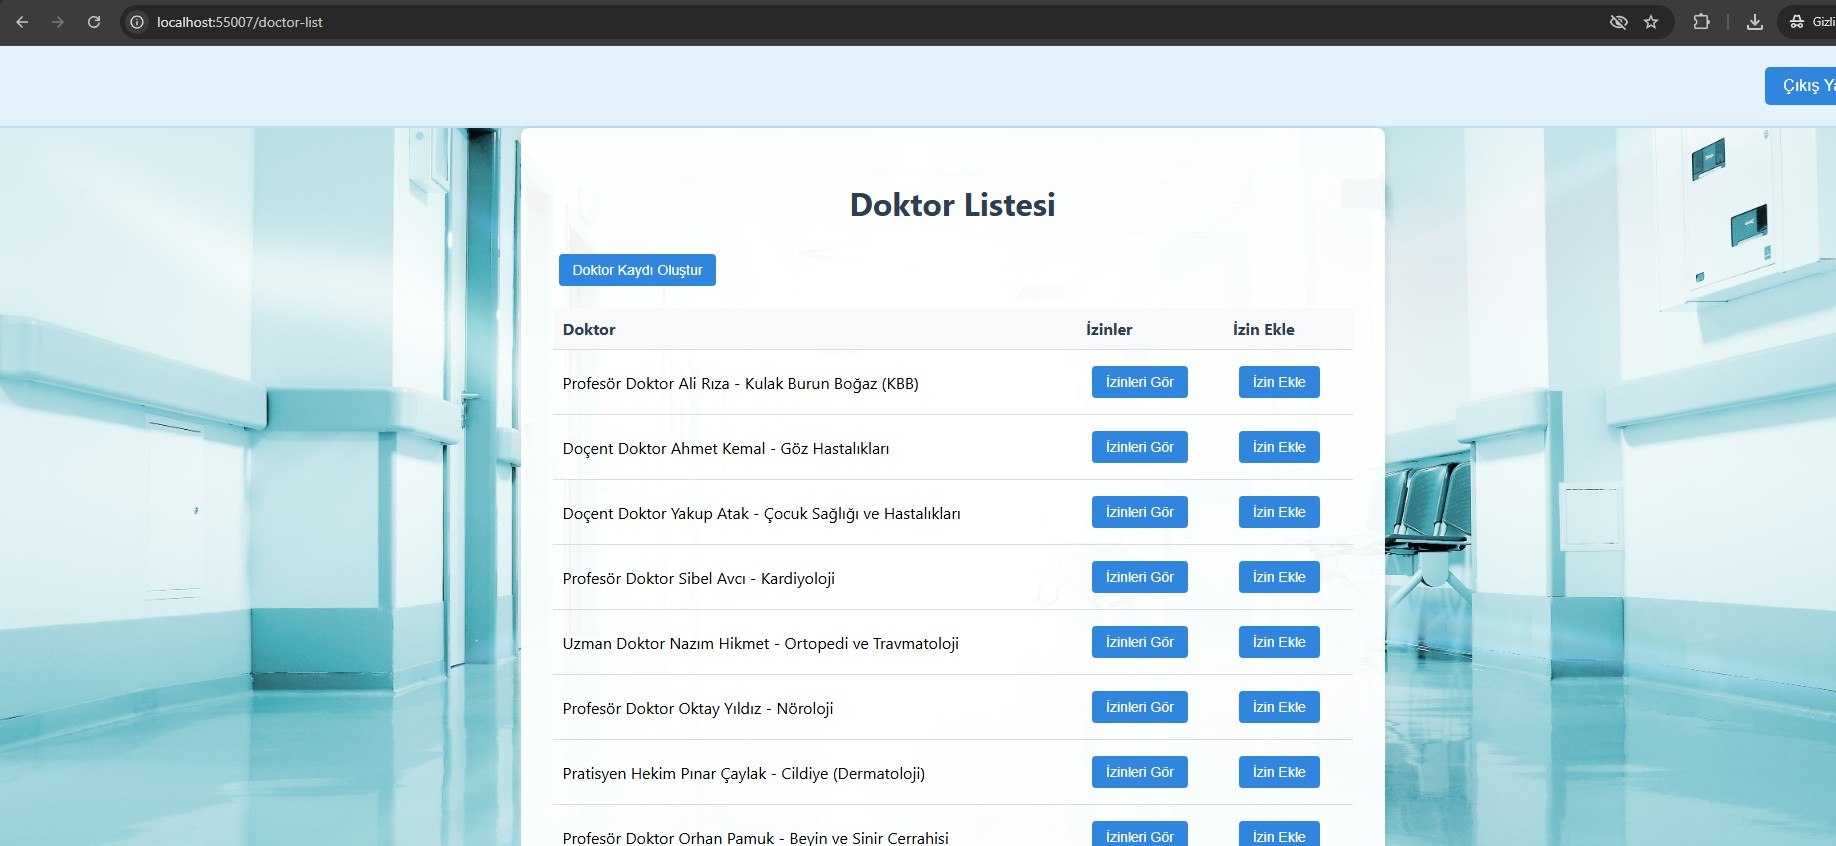 localhost:55007/doctor-list
Gizli
Çıkış Ya
Doktor Listesi
Doktor Kaydı Oluştur
Doktor İzinler İzin Ekle
Profesör Doktor Ali Rıza - Kulak Burun Boğaz (KBB) İzinleri Gör İzin Ekle
Doçent Doktor Ahmet Kemal - Göz Hastalıkları İzinleri Gör İzin Ekle
Doçent Doktor Yakup Atak - Çocuk Sağlığı ve Hastalıkları İzinleri Gör İzin Ekle
Profesör Doktor Sibel Avcı - Kardiyoloji İzinleri Gör İzin Ekle
Uzman Doktor Nazım Hikmet - Ortopedi ve Travmatoloji İzinleri Gör İzin Ekle
Profesör Doktor Oktay Yıldız - Nöroloji İzinleri Gör İzin Ekle
Pratisyen Hekim Pınar Çaylak - Cildiye (Dermatoloji) İzinleri Gör İzin Ekle
Profesör Doktor Orhan Pamuk - Beyin ve Sinir Cerrahisi İzinleri Gör İzin Ekle